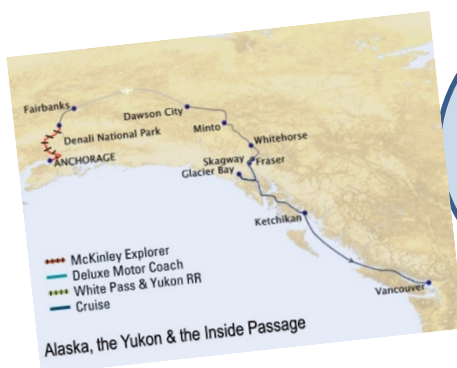 Fairbanks
Dawson City
Denali National Park
Minto
ANCHORAGE
Whitehorse
Skagway
Fraser
Glacier Bay
Ketchikan
Vancouver
McKinley Explorer
Deluxe Motor Coach
White Pass & Yukon RR
Cruise
Alaska, the Yukon & the Inside Passage